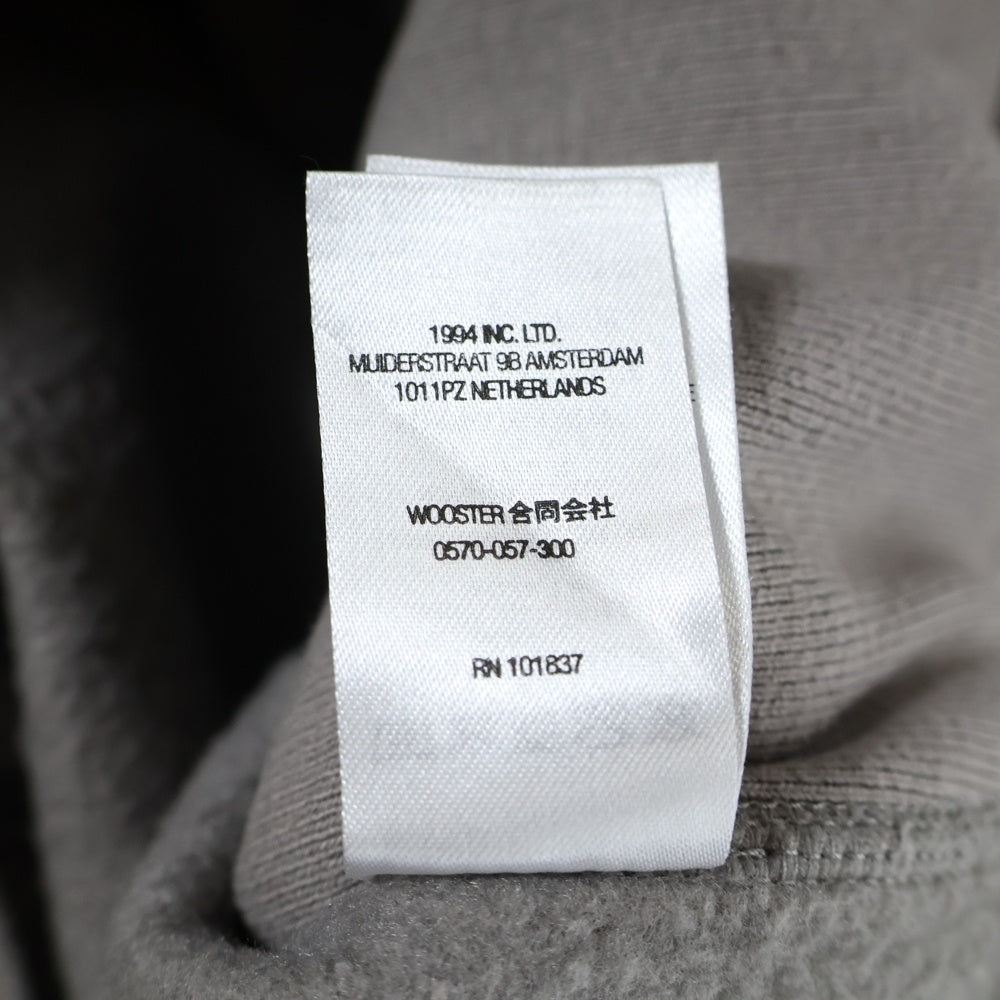 1994 INC. LTD.
MUIDERSTRAAT 9B AMSTERDAM
1011PZ NETHERLANDS
WOOSTER 合同会社
0570-057-300
RN 101837